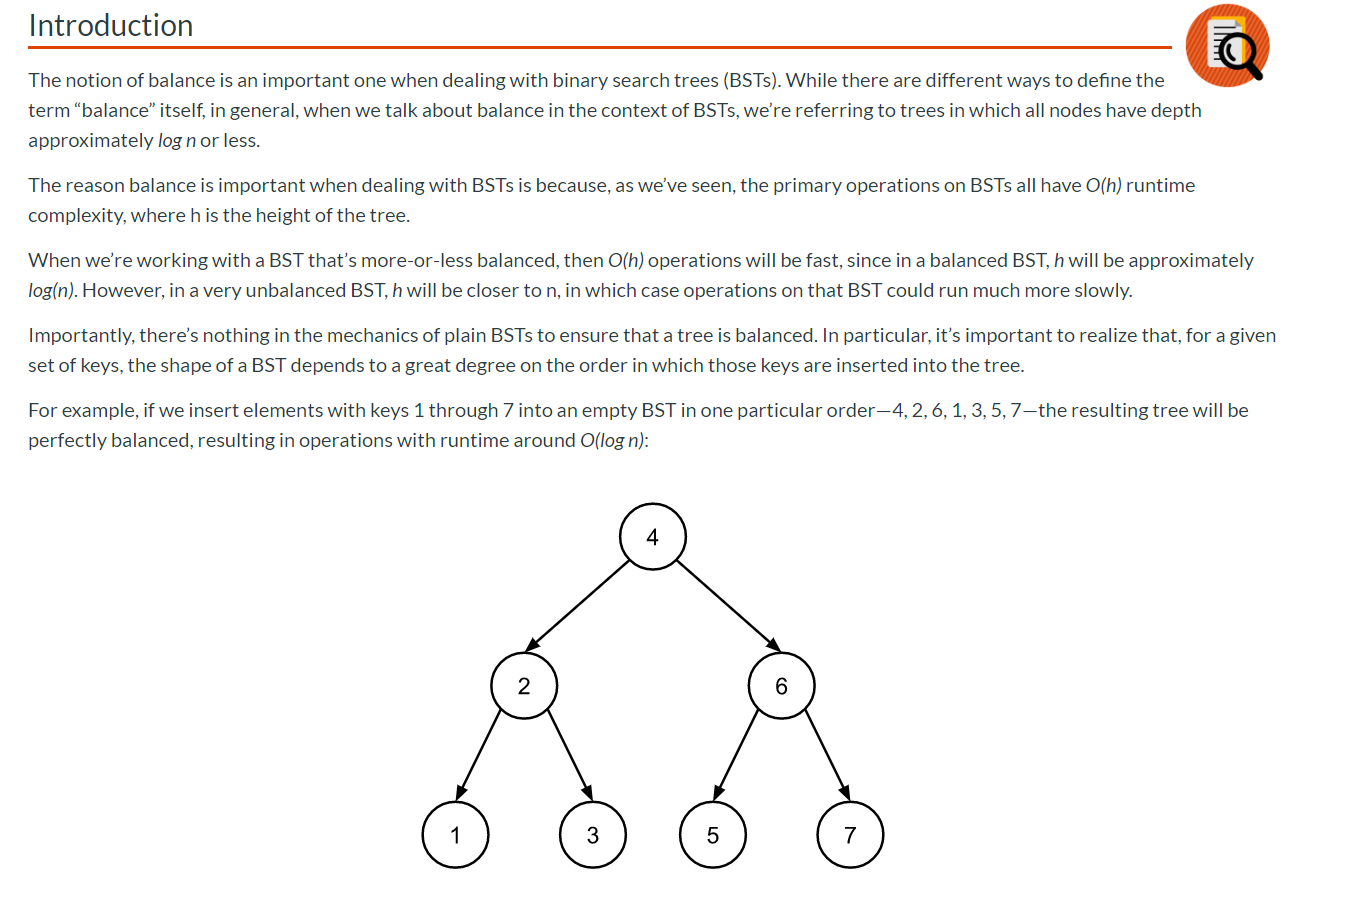 Introduction
The notion of balance is an important one when dealing with binary search trees (BSTs). While there are different ways to define the
term “balance” itself, in general, when we talk about balance in the context of BSTs, we’re referring to trees in which all nodes have depth
approximately log n or less.
The reason balance is important when dealing with BSTs is because, as we’ve seen, the primary operations on BSTs all have O(h) runtime
complexity, where h is the height of the tree.
When we’re working with a BST that’s more-or-less balanced, then O(h) operations will be fast, since in a balanced BST, h will be approximately
log(n). However, in a very unbalanced BST, h will be closer to n, in which case operations on that BST could run much more slowly.
Importantly, there’s nothing in the mechanics of plain BSTs to ensure that a tree is balanced. In particular, it’s important to realize that, for a given
set of keys, the shape of a BST depends to a great degree on the order in which those keys are inserted into the tree.
For example, if we insert elements with keys 1 through 7 into an empty BST in one particular order—4, 2, 6, 1, 3, 5, 7—the resulting tree will be
perfectly balanced, resulting in operations with runtime around O(log n):
4
2 6
1 3 5 7